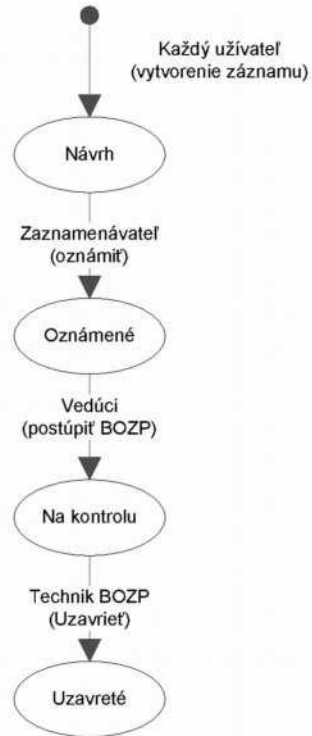 Každý užívateľ
(vytvorenie záznamu)
Návrh
Zaznamenávateľ
(oznámiť)
Oznámené
Vedúci
(postúpiť BOZP)
Na kontrolu
Technik BOZP
(Uzavrieť)
Uzavreté